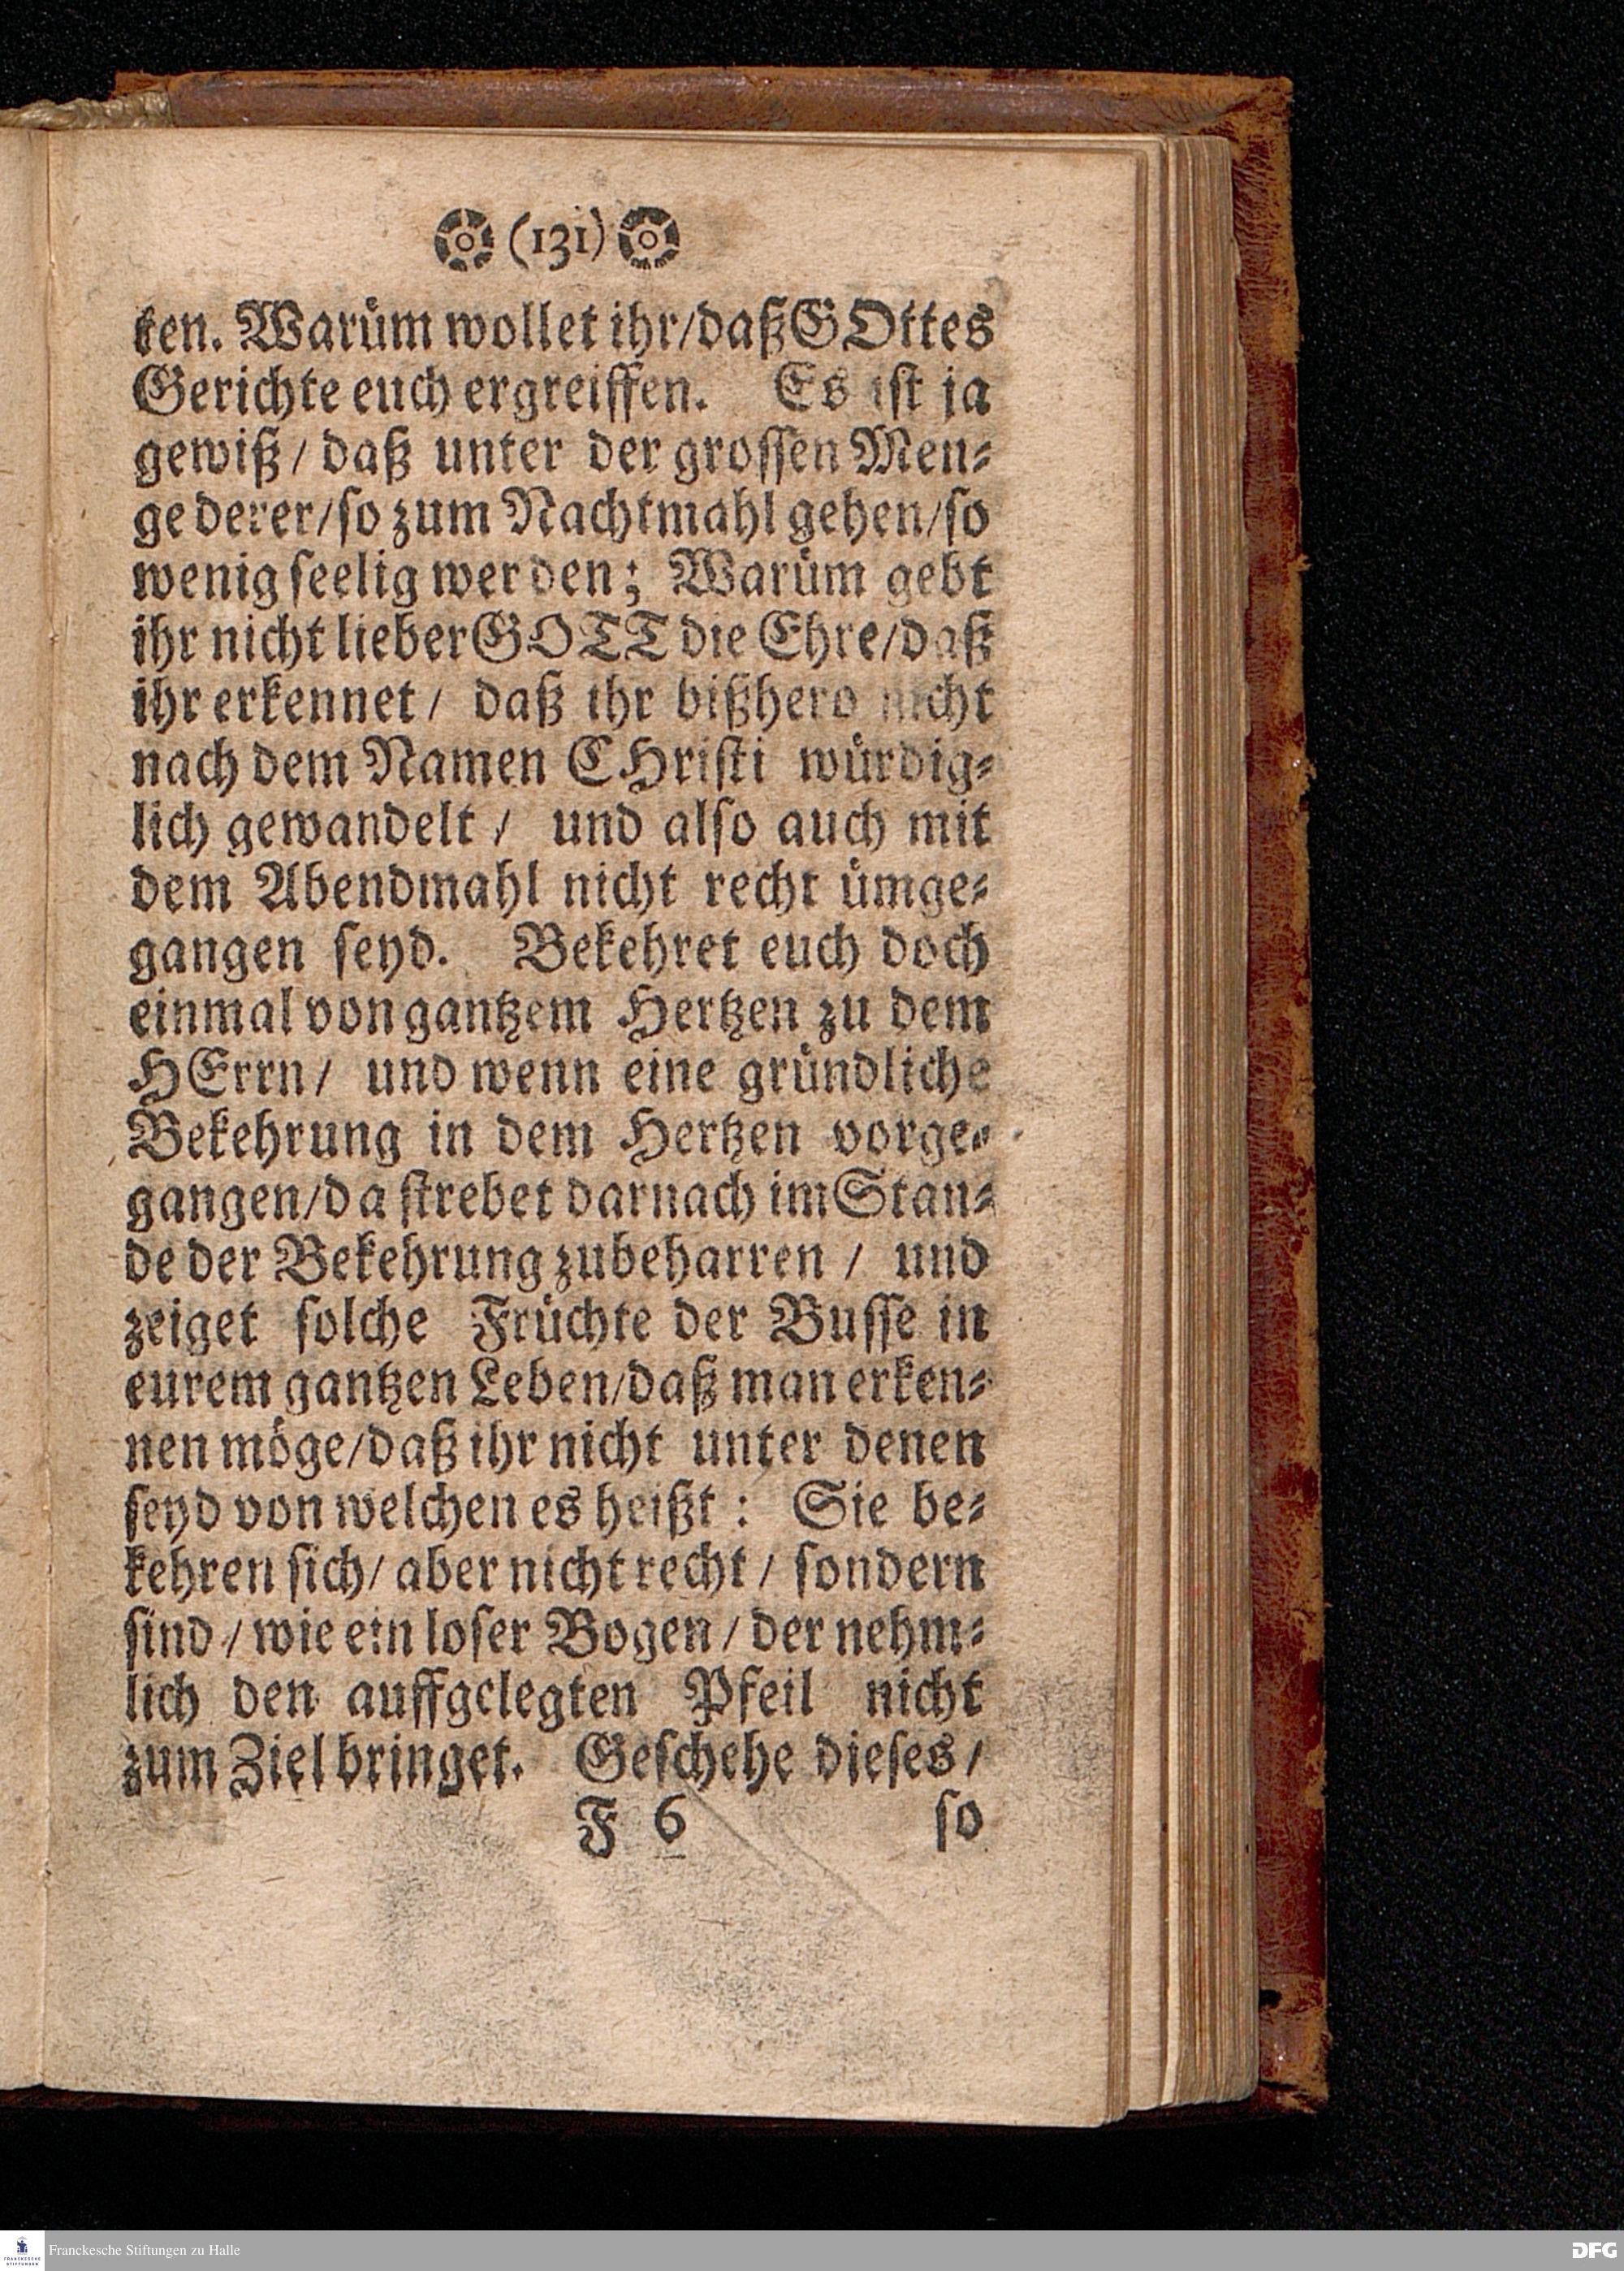 (131)
ken. Warüm wollet ihr/daß GOttes
Gerichte euch ergreiffen. Es ist ja
gewiß/ daß unter der grossen Men⸗
ge derer/so zum Nachtmahl gehen/so
wenig seelig werden; Warüm gebt
ihr nicht lieber GOTT die Ehre/daß
ihr erkennet/ daß ihr bißhero nicht
nach dem Namen CHristi würdig⸗
lich gewandelt/ und also auch mit
dem Abendmahl nicht recht ümge⸗
gangen seyd. Bekehret euch doch
einmal von gantzem Hertzen zu dem
HErrn/ und wenn eine gründliche
Bekehrung in dem Hertzen vorge⸗
gangen/da strebet darnach im Stan⸗
de der Bekehrung zubeharren / und
zeiget solche Früchte der Busse in
eurem gantzen Leben/daß man erken⸗
nen möge/daß ihr nicht unter denen
seyd von welchen es heißt: Sie be⸗
kehren sich/ aber nicht recht/ sondern
sind/ wie ein loser Bogen/ der nehm⸗
lich den auffgelegten Pfeil nicht
zum Ziel bringet. Geschehe dieses/
F 6 so
FRANCKESCHE STIFTUNGEN Franckesche Stiftungen zu Halle DFG